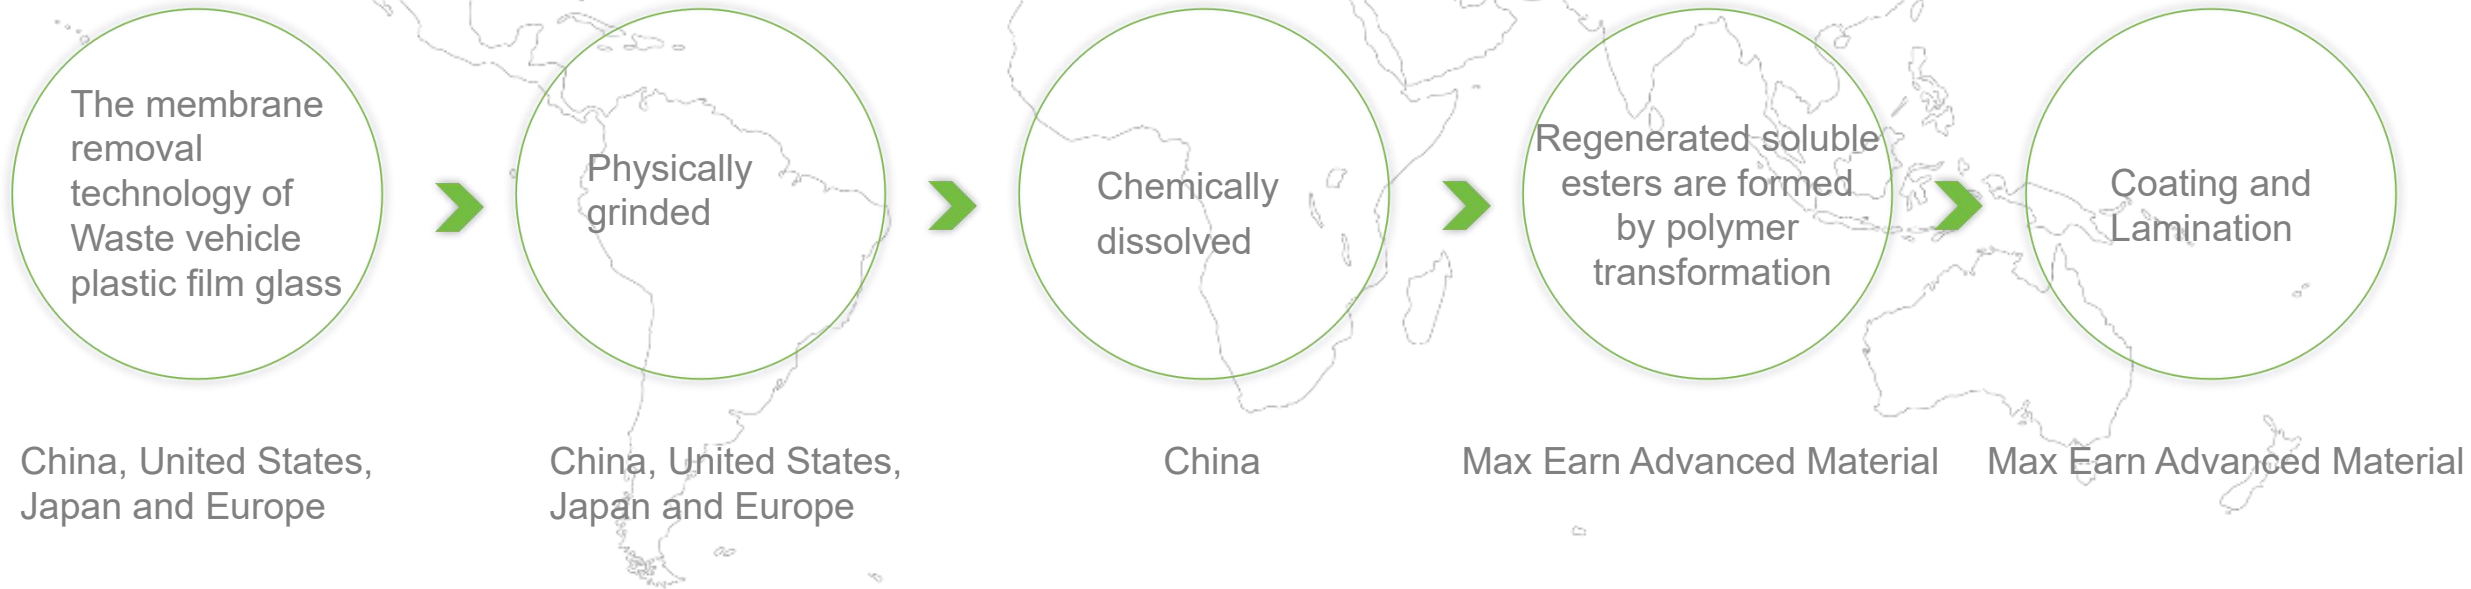 The membrane
removal
technology of
Waste vehicle
plastic film glass
Physically
grinded
Chemically
dissolved
Regenerated soluble
esters are formed
by polymer
transformation
Coating and
Lamination
China, United States,
Japan and Europe
China, United States,
Japan and Europe
China
Max Earn Advanced Material
Max Earn Advanced Material